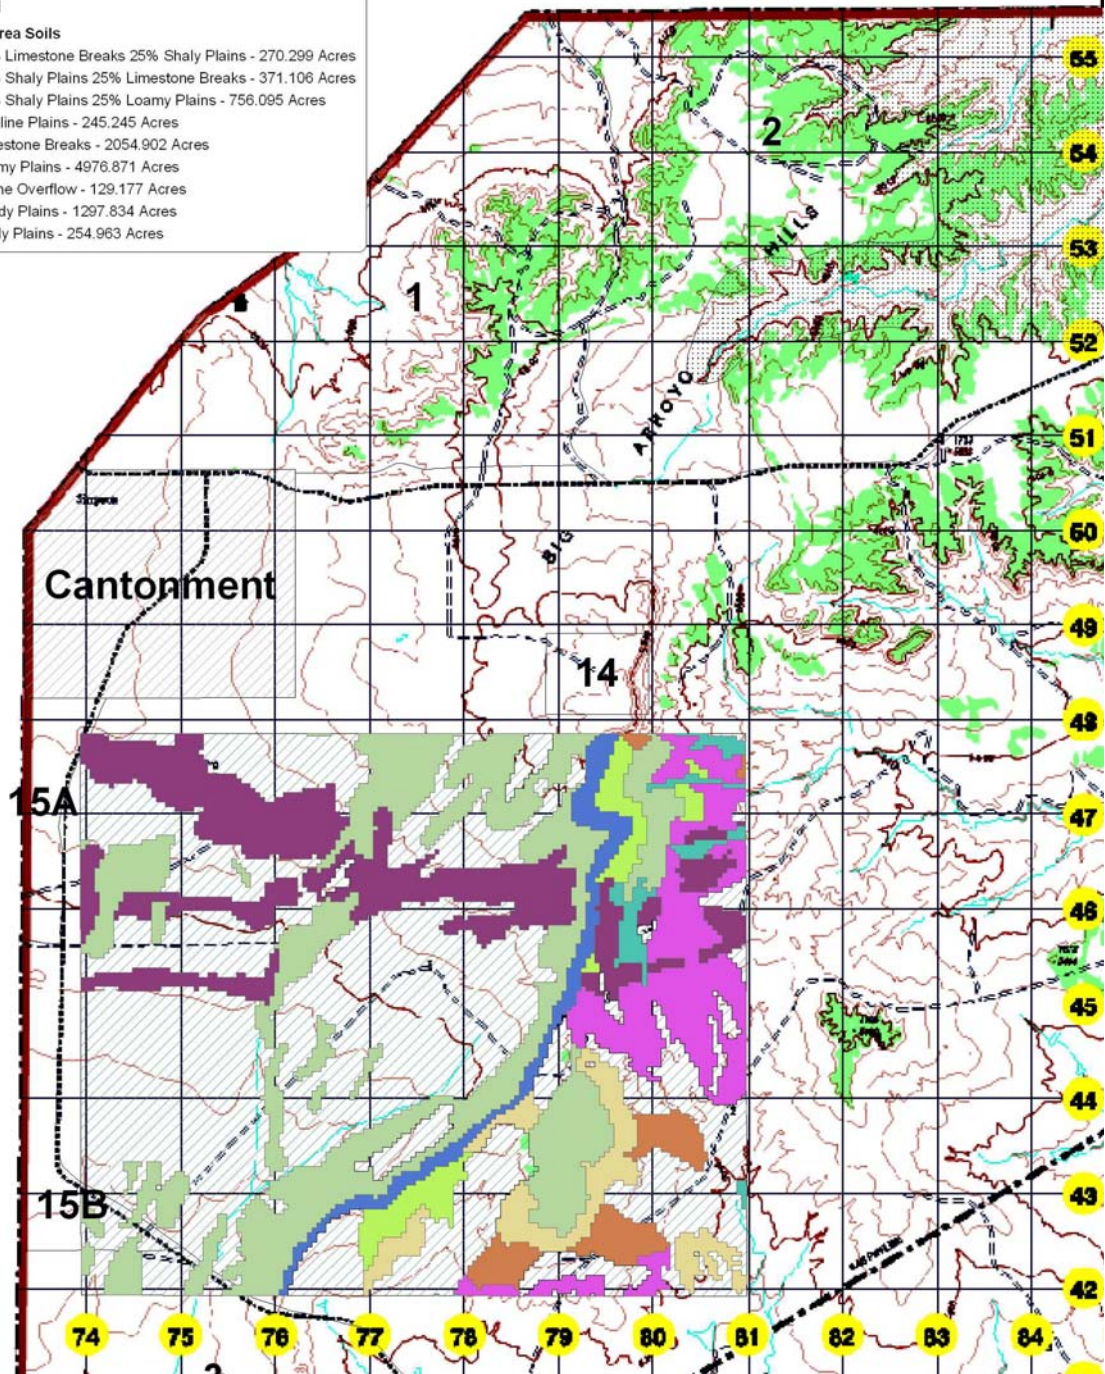 rea Soils
Limestone Breaks 25% Shaly Plains - 270.299 Acres
Shaly Plains 25% Limestone Breaks - 371.106 Acres
Shaly Plains 25% Loamy Plains - 756.095 Acres
line Plains - 245.245 Acres
estone Breaks - 2054.902 Acres
my Plains - 4976.871 Acres
ne Overflow - 129.177 Acres
dy Plains - 1297.834 Acres
y Plains - 254.963 Acres
55
2
54
HILLS
53
1
52
ARROYO
51
Simpson
50
BIG
Cantonment
49
14
48
15A
47
46
45
44
43
15B
42
74 75 76 77 78 79 80 81 82 83 84